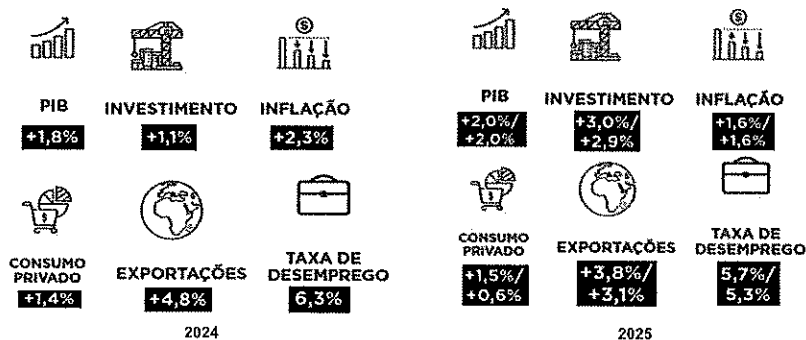 PIB
+1,8%
INVESTIMENTO
+1,1%
INFLAÇÃO
+2,3%
CONSUMO
PRIVADO
+1,4%
EXPORTAÇÕES
+4,8%
TAXA DE
DESEMPREGO
6,3%
2024
PIB
+2,0%/
+2,0%
INVESTIMENTO
+3,0%/
+2,9%
INFLAÇÃO
+1,6%/
+1,6%
CONSUMO
PRIVADO
+1,5%/
+0,6%
EXPORTAÇÕES
+3,8%/
+3,1%
TAXA DE
DESEMPREGO
5,7%/
5,3%
2025